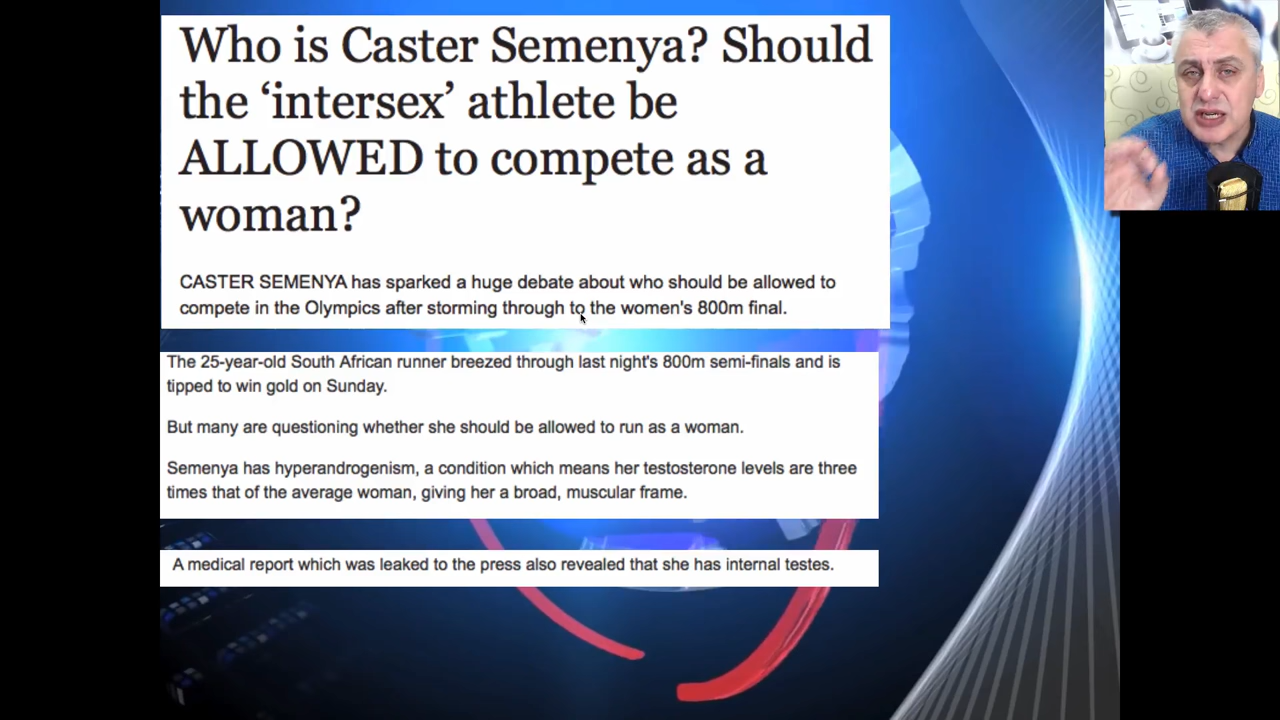 Who is Caster Semenya? Should
the ‘intersex’ athlete be
ALLOWED to compete as a
woman?
CASTER SEMENYA has sparked a huge debate about who should be allowed to
compete in the Olympics after storming through to the women's 800m final.
The 25-year-old South African runner breezed through last night's 800m semi-finals and is
tipped to win gold on Sunday.
But many are questioning whether she should be allowed to run as a woman.
Semenya has hyperandrogenism, a condition which means her testosterone levels are three
times that of the average woman, giving her a broad, muscular frame.
A medical report which was leaked to the press also revealed that she has internal testes.